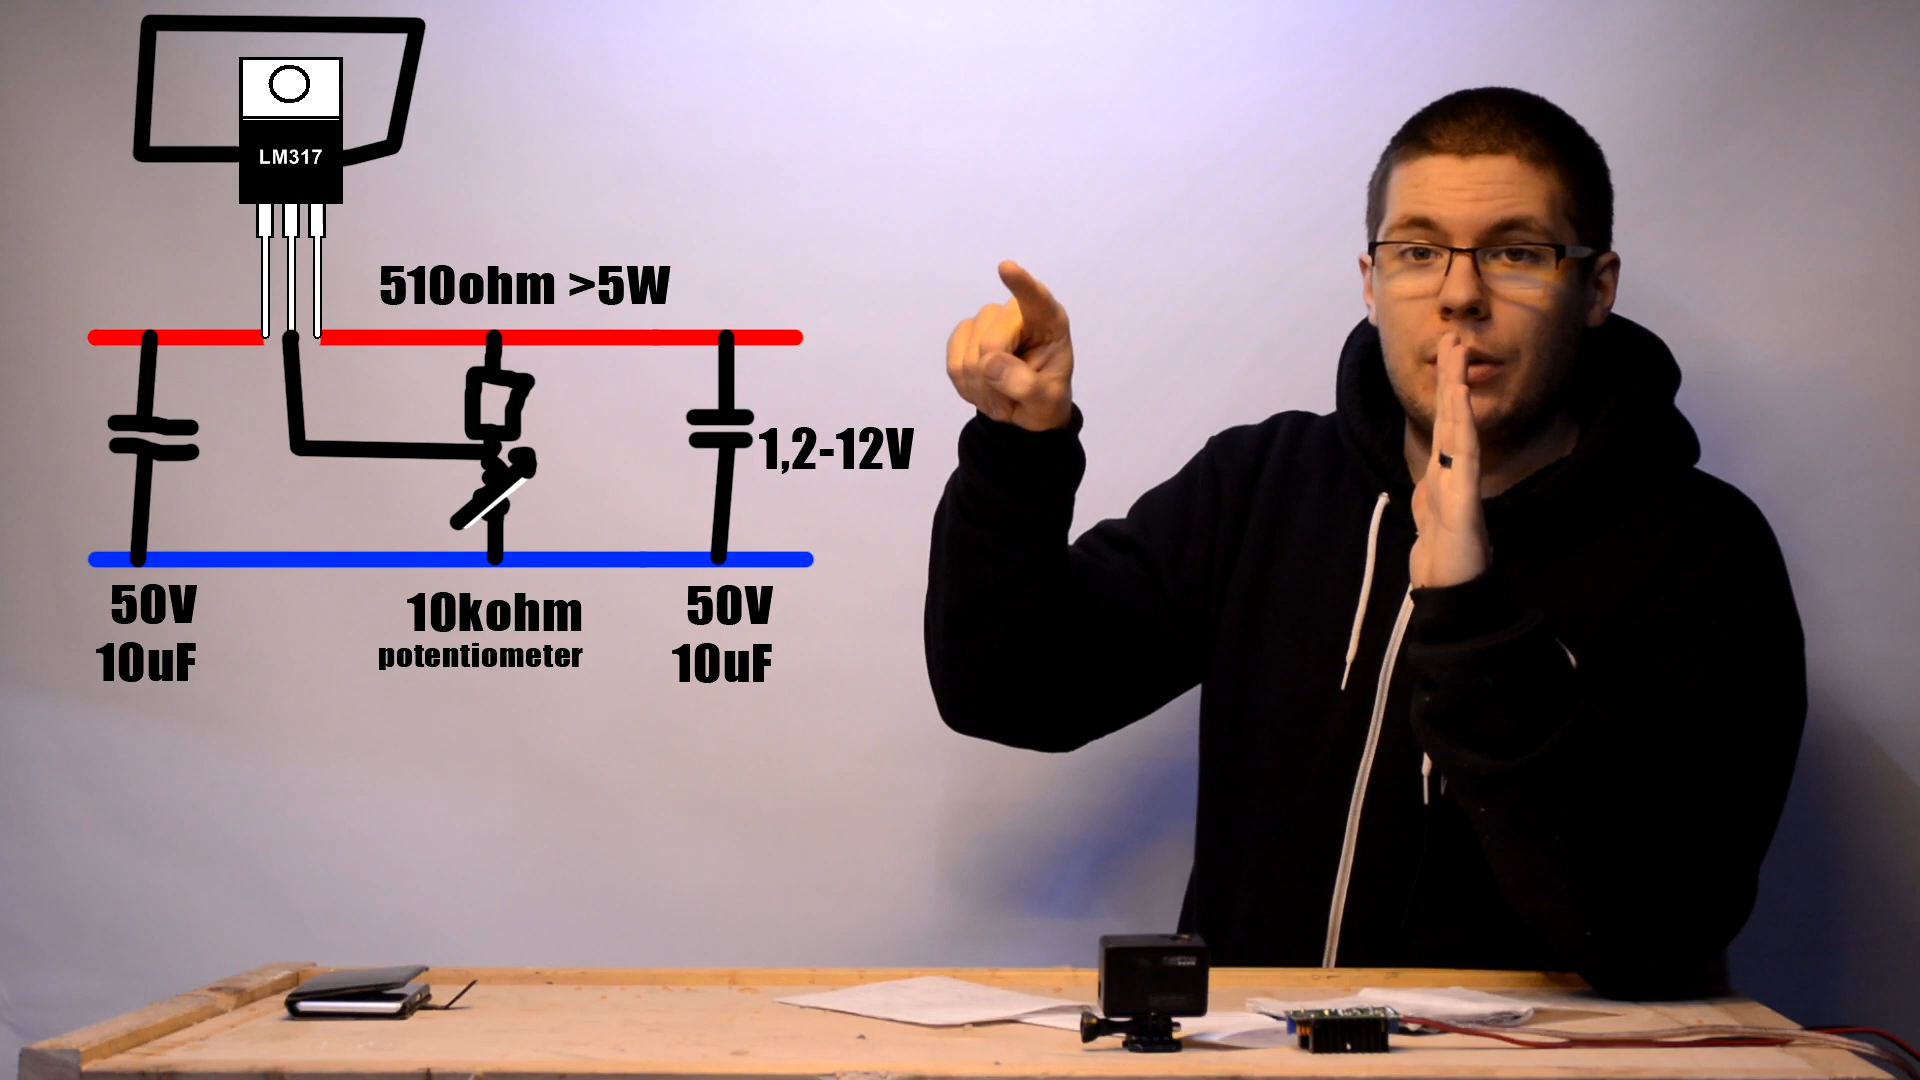 LM317
510ohm >5W
1,2-12V
50V
10uF
10kohm
potentiometer
50V
10uF